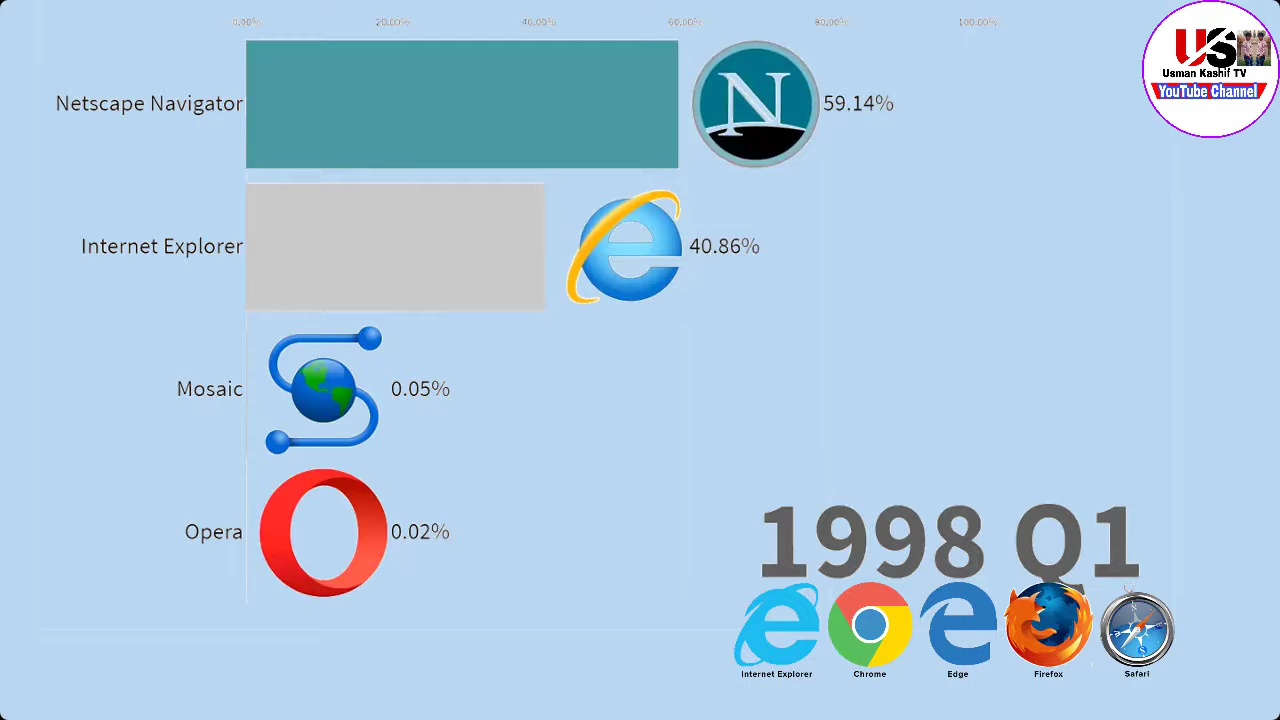 0.00% 20.00% 40.00% 60.00% 80.00% 100.00%
US
Usman Kashif TV
YouTube Channel
Netscape Navigator N 59.14%
Internet Explorer 40.86%
Mosaic 0.05%
Opera 0.02%
1998 Q1
Internet Explorer Chrome Edge Firefox Safari